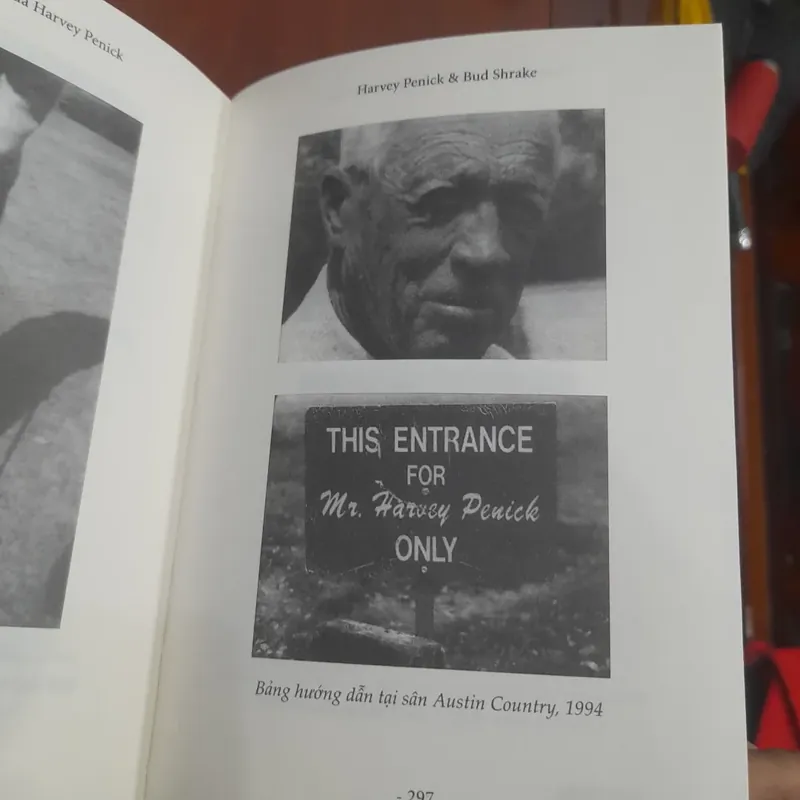 Harvey Penick
Harvey Penick & Bud Shrake
THIS ENTRANCE
FOR
Mr. Harvey Penick
ONLY
Bảng hướng dẫn tại sân Austin Country, 1994
- 297